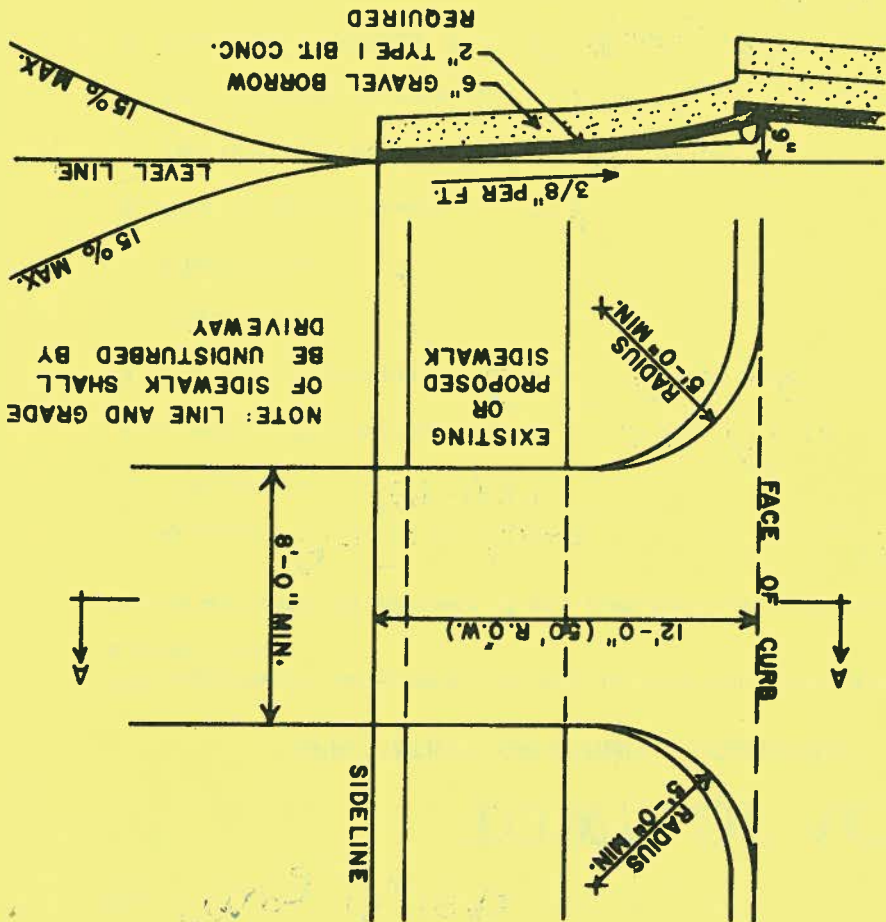 RADIUS
5'-0" MIN.
SIDELINE
RADIUS
5'-0" MIN.
A
A
FACE OF CURB
12'-0" (50' R.O.W.)
8'-0" MIN.
EXISTING
OR
PROPOSED
SIDEWALK
NOTE: LINE AND GRADE
OF SIDEWALK SHALL
BE UNDISTURBED BY
DRIVEWAY
15% MAX.
3/8" PER FT.
LEVEL LINE
6"
15% MAX.
6" GRAVEL BORROW
2" TYPE I BIT. CONC.
REQUIRED